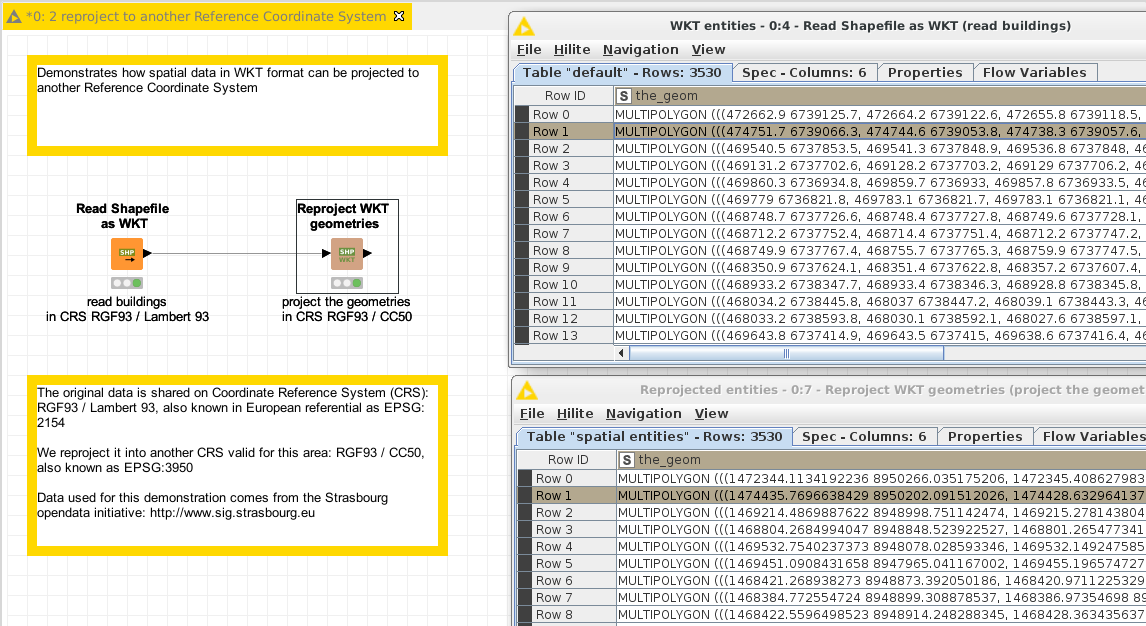 *0: 2 reproject to another Reference Coordinate System
Demonstrates how spatial data in WKT format can be projected to
another Reference Coordinate System
Read Shapefile
as WKT
SHP
read buildings
in CRS RGF93 / Lambert 93
Reproject WKT
geometries
SHP
WKT
project the geometries
in CRS RGF93 / CC50
The original data is shared on Coordinate Reference System (CRS):
RGF93 / Lambert 93, also known in European referential as EPSG:
2154
We reproject it into another CRS valid for this area: RGF93 / CC50,
also known as EPSG:3950
Data used for this demonstration comes from the Strasbourg
opendata initiative: http://www.sig.strasbourg.eu
WKT entities - 0:4 - Read Shapefile as WKT (read buildings)
File Hilite Navigation View
Table "default" - Rows: 3530 Spec - Columns: 6 Properties Flow Variables
Row ID S the_geom
Row 0 MULTIPOLYGON (((472662.9 6739125.7, 472664.2 6739122.6, 472655.8 6739118.5,
Row 1 MULTIPOLYGON (((474751.7 6739066.3, 474744.6 6739053.8, 474738.3 6739057.6,
Row 2 MULTIPOLYGON (((469540.5 6737853.5, 469541.3 6737848.9, 469536.8 6737848, 46
Row 3 MULTIPOLYGON (((469131.2 6737702.6, 469128.2 6737703.2, 469129 6737706.2, 46
Row 4 MULTIPOLYGON (((469860.3 6736934.8, 469859.7 6736933, 469857.8 6736933.5, 46
Row 5 MULTIPOLYGON (((469779 6736821.8, 469783.1 6736821.7, 469783.1 6736821.1, 46
Row 6 MULTIPOLYGON (((468748.7 6737726.6, 468748.4 6737727.8, 468749.6 6737728.1,
Row 7 MULTIPOLYGON (((468712.2 6737752.4, 468714.4 6737751.4, 468712.2 6737747.2,
Row 8 MULTIPOLYGON (((468749.9 6737767.4, 468755.7 6737765.3, 468759.9 6737747.5,
Row 9 MULTIPOLYGON (((468350.9 6737624.1, 468351.4 6737622.8, 468357.2 6737607.4,
Row 10 MULTIPOLYGON (((468933.2 6738347.7, 468933.4 6738346.3, 468928.8 6738345.8,
Row 11 MULTIPOLYGON (((468034.2 6738445.8, 468037 6738447.2, 468039.1 6738443.3, 46
Row 12 MULTIPOLYGON (((468033.2 6738593.8, 468030.1 6738592.1, 468027.6 6738597.1,
Row 13 MULTIPOLYGON (((469643.8 6737414.9, 469643.5 6737415, 469638.6 6737416.4, 46
Reprojected entities - 0:7 - Reproject WKT geometries (project the geomet
File Hilite Navigation View
Table "spatial entities" - Rows: 3530 Spec - Columns: 6 Properties Flow Variables
Row ID S the_geom
Row 0 MULTIPOLYGON (((1472344.1134192236 8950266.035175206, 1472345.408627983
Row 1 MULTIPOLYGON (((1474435.7696638429 8950202.091512026, 1474428.632964137
Row 2 MULTIPOLYGON (((1469214.4869887622 8948998.751142474, 1469215.278143804
Row 3 MULTIPOLYGON (((1468804.2684994047 8948848.523922527, 1468801.265477341
Row 4 MULTIPOLYGON (((1469532.7540237373 8948078.028593346, 1469532.149247585
Row 5 MULTIPOLYGON (((1469451.0908431658 8947965.041167002, 1469455.196574727
Row 6 MULTIPOLYGON (((1468421.268938273 8948873.392050186, 1468420.9711225329
Row 7 MULTIPOLYGON (((1468384.772554724 8948899.308878537, 1468386.97354698 89
Row 8 MULTIPOLYGON (((1468422.5596498523 8948914.248288345, 1468428.363435637